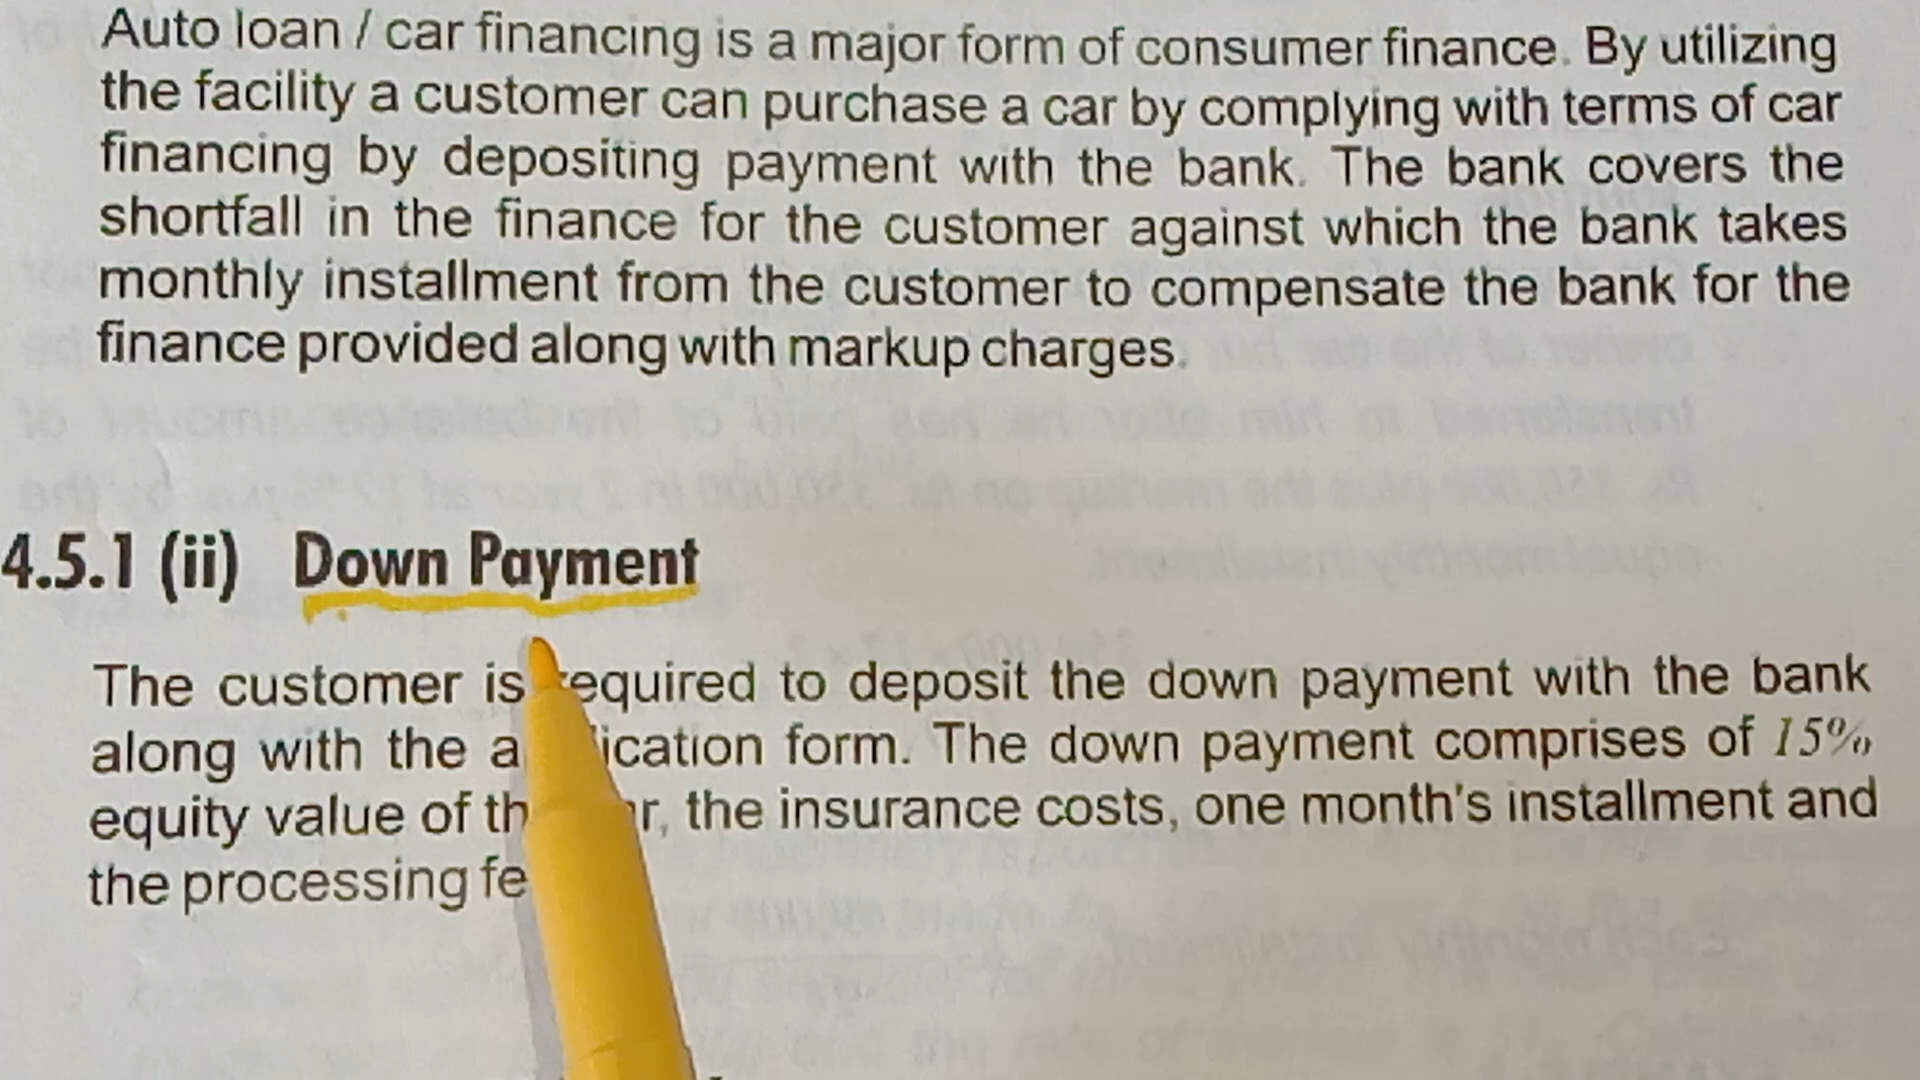 Auto loan / car financing is a major form of consumer finance. By utilizing
the facility a customer can purchase a car by complying with terms of car
financing by depositing payment with the bank. The bank covers the
shortfall in the finance for the customer against which the bank takes
monthly installment from the customer to compensate the bank for the
finance provided along with markup charges.
4.5.1 (ii) Down Payment
The customer is required to deposit the down payment with the bank
along with the form. The down payment comprises of 15%
equity value of the insurance costs, one month's installment and
the processing